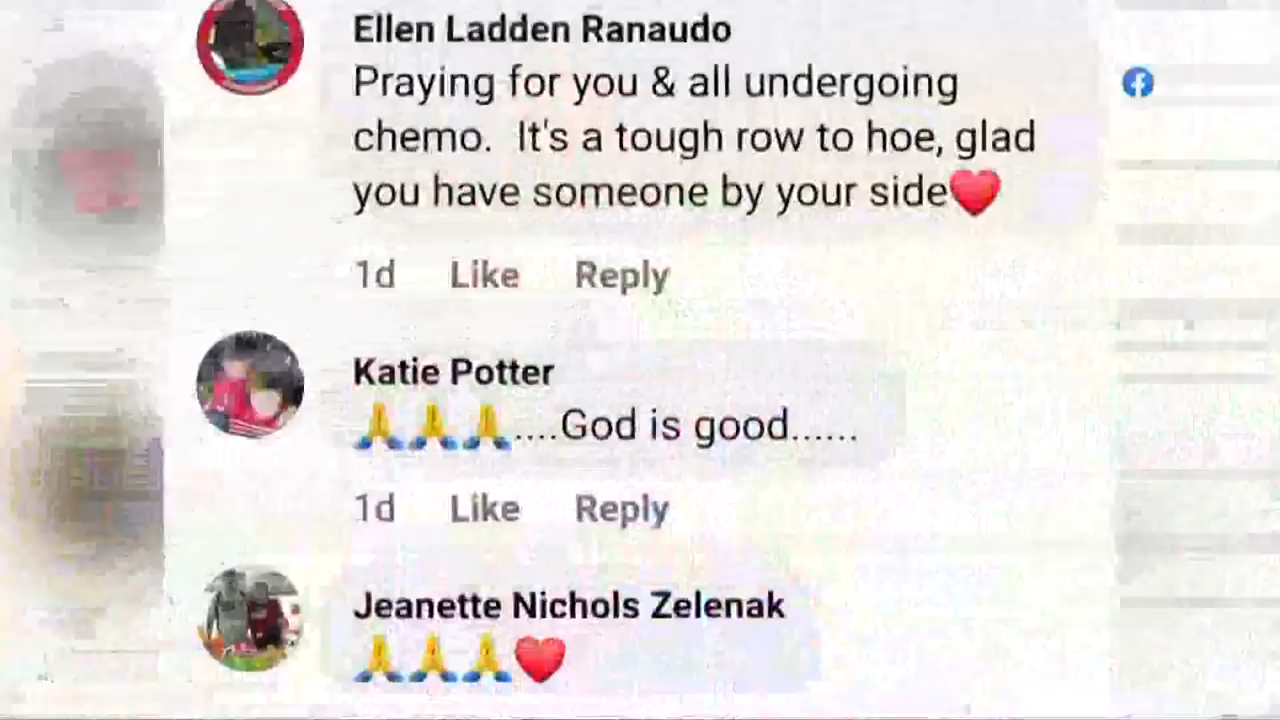 Ellen Ladden Ranaudo
Praying for you & all undergoing
chemo.  It's a tough row to hoe, glad
you have someone by your side❤️
1d Like Reply
Katie Potter
🙏🙏🙏....God is good......
1d Like Reply
Jeanette Nichols Zelenak
🙏🙏🙏❤️